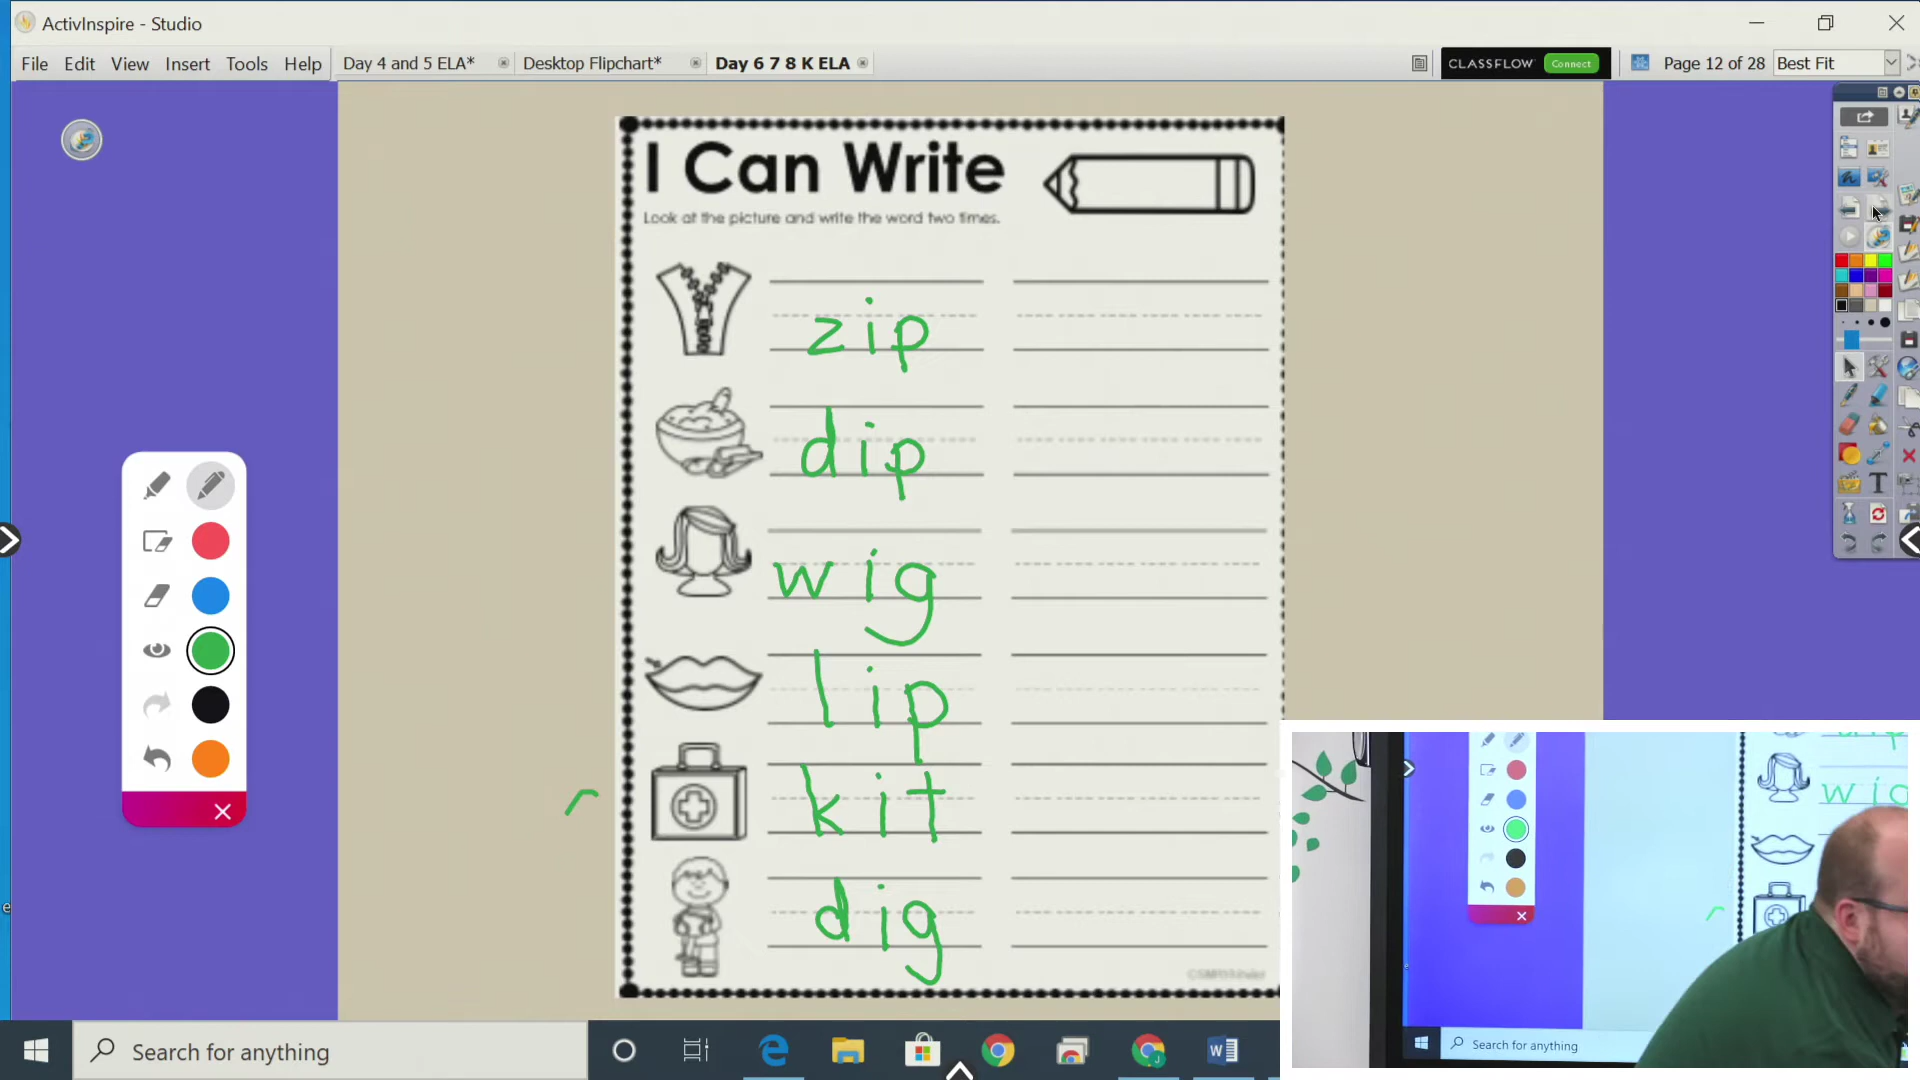 ActivInspire - Studio
File Edit View Insert Tools Help
Day 4 and 5 ELA* Desktop Flipchart* Day 6 7 8 K ELA
CLASSFLOW Connect
Page 12 of 28 Best Fit
I Can Write
Look at the picture and write the word two times.
zip
dip
wig
lip
kit
dig
Search for anything
wig
Search for anything